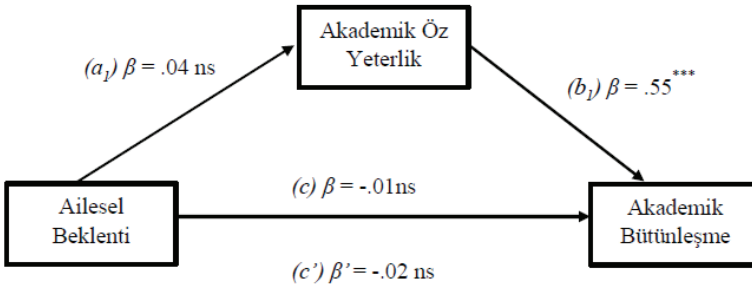 Akademik Öz
Yeterlik
(a₁) β = .04 ns
(b₁) β = .55***
Ailesel
Beklenti
(c) β = -.01ns
Akademik
Bütünleşme
(c’) β’ = -.02 ns